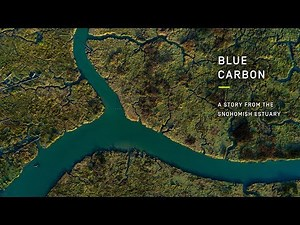 BLUE
CARBON
A STORY FROM THE
SNOHOMISH ESTUARY